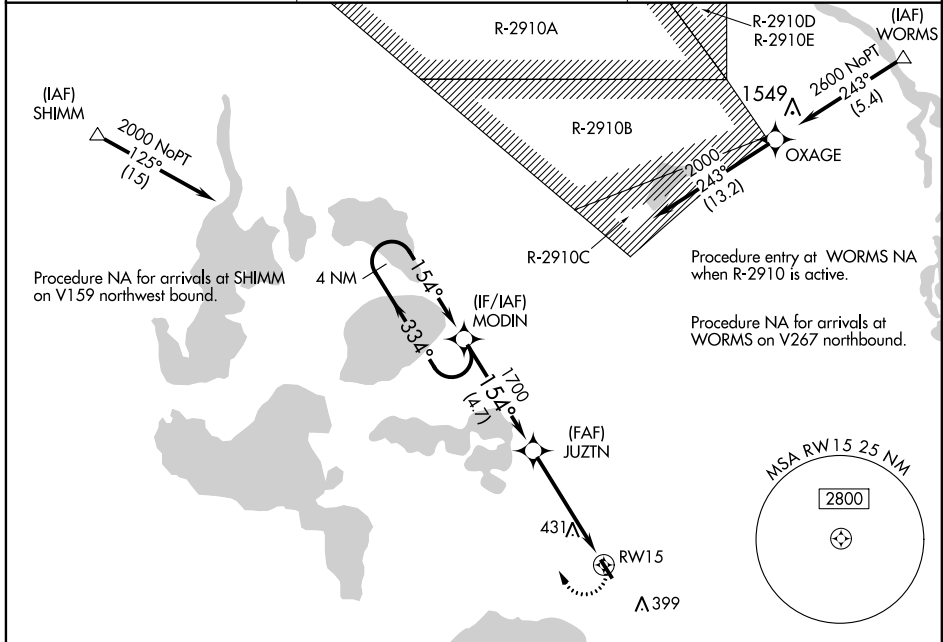 R-2910A
R-2910D
R-2910E
(IAF)
WORMS
2600 NoPT
243°
(5.4)
1549
(IAF)
SHIMM
2000 NoPT
125°
(15)
R-2910B
OXAGE
2000
243°
(13.2)
R-2910C
Procedure entry at WORMS NA
when R-2910 is active.
Procedure NA for arrivals at SHIMM
on V159 northwest bound.
4 NM
154°
334°
(IF/IAF)
MODIN
Procedure NA for arrivals at
WORMS on V267 northbound.
1700
154°
(4.7)
(FAF)
JUZTN
MSA RW15 25 NM
2800
431
RW15
399